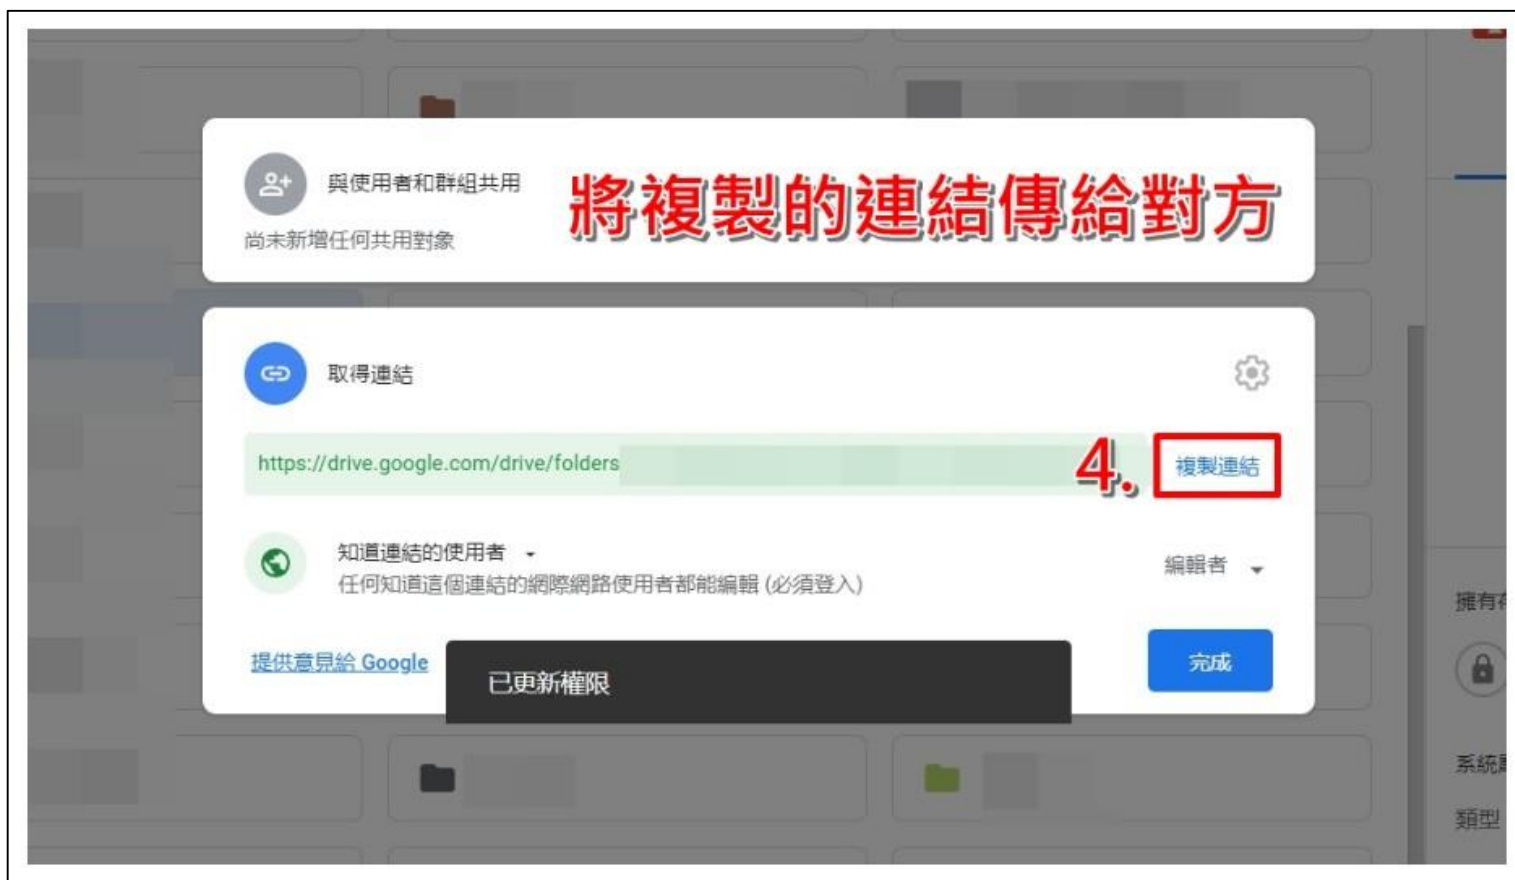 與使用者和群組共用
將複製的連結傳給對方
尚未新增任何共用對象
取得連結
https://drive.google.com/drive/folders
4.
複製連結
知道連結的使用者
任何知道這個連結的網際網路使用者都能編輯 (必須登入)
編輯者
提供意見給 Google
已更新權限
完成
擁有存
系統
類型